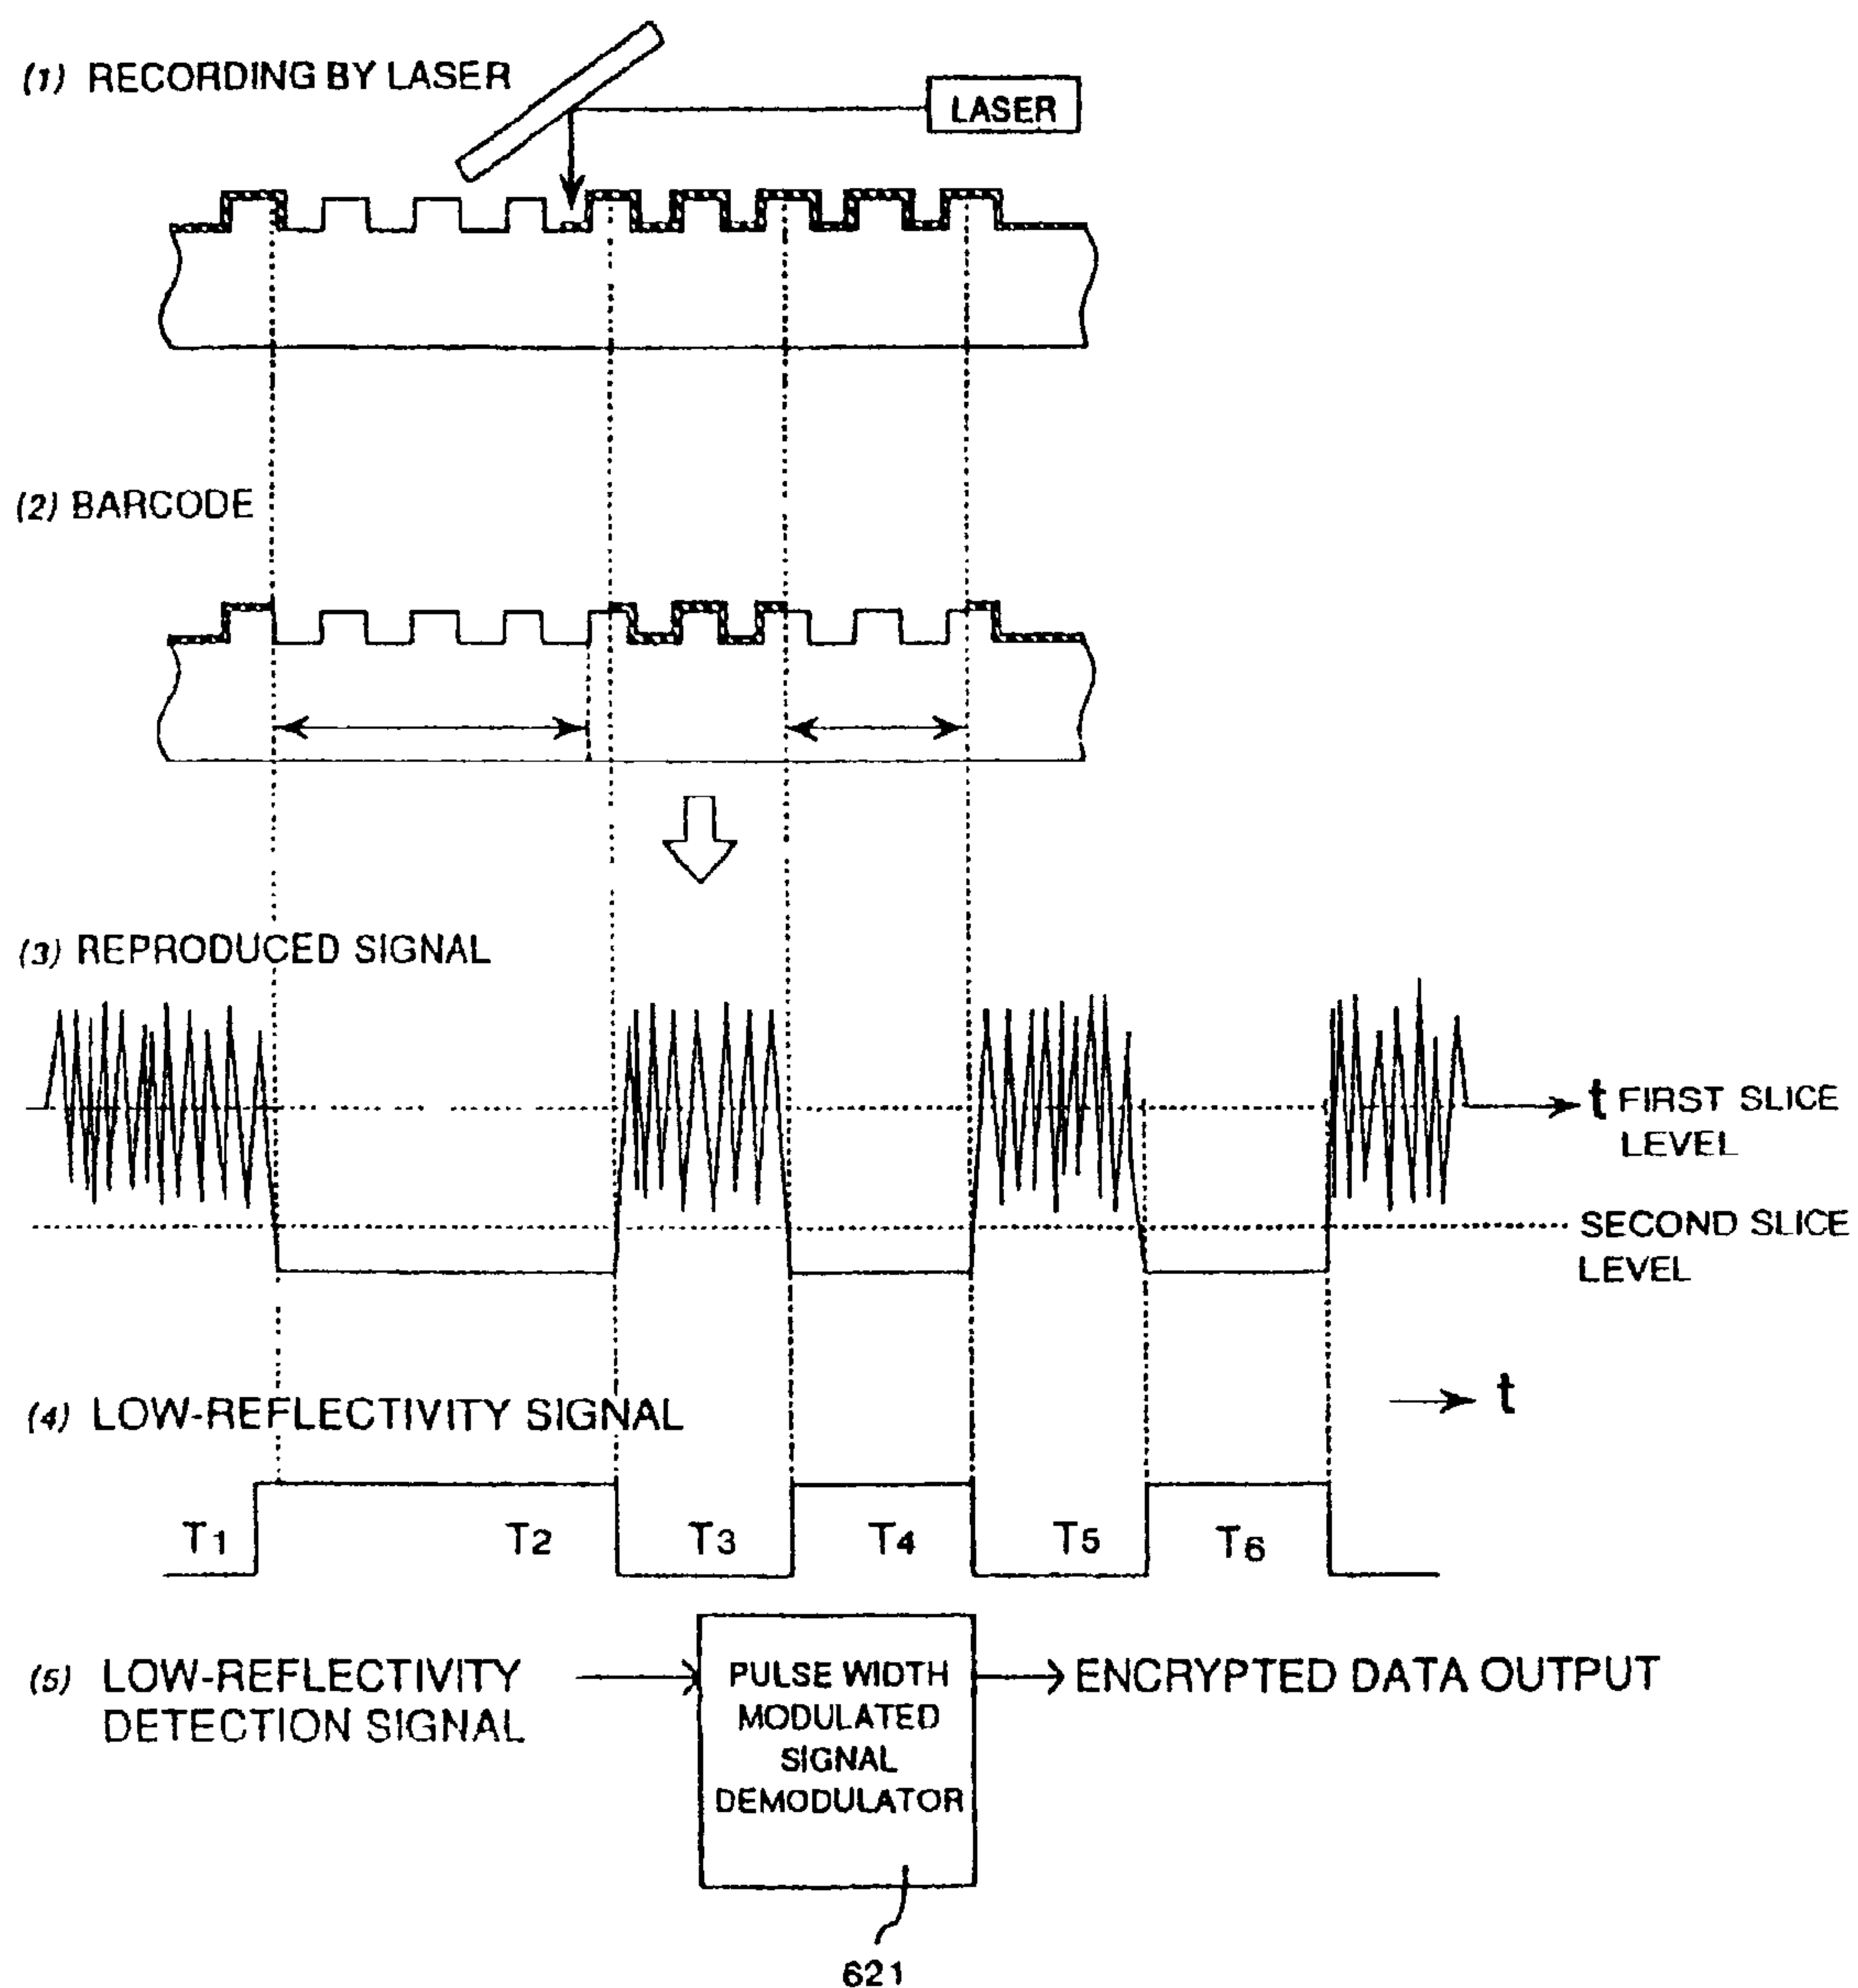 (1) RECORDING BY LASER
LASER
(2) BARCODE
(3) REPRODUCED SIGNAL
t FIRST SLICE
LEVEL
SECOND SLICE
LEVEL
t
(4) LOW-REFLECTIVITY SIGNAL
T1 T2 T3 T4 T5 T6
(5) LOW-REFLECTIVITY
DETECTION SIGNAL
PULSE WIDTH
MODULATED
SIGNAL
DEMODULATOR
ENCRYPTED DATA OUTPUT
621